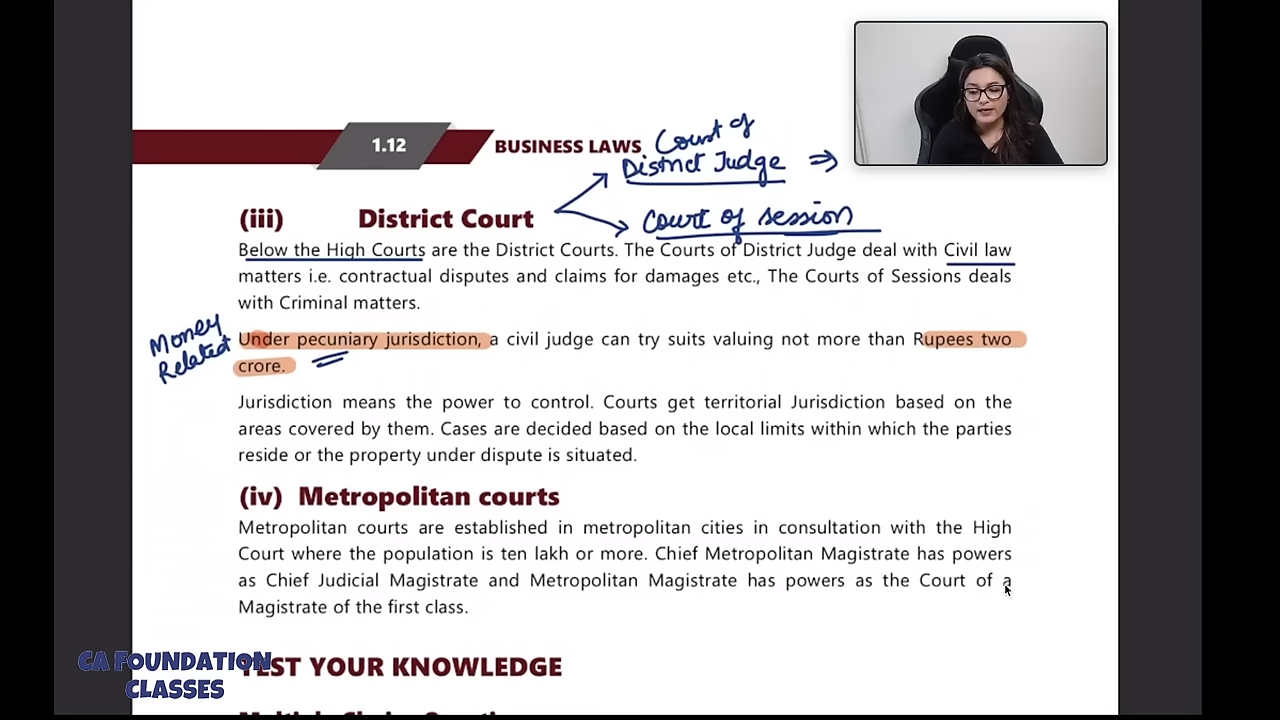 1.12
BUSINESS LAWS
Court of
District Judge ⇒
(iii) District Court
Court of session
Below the High Courts are the District Courts. The Courts of District Judge deal with Civil law
matters i.e. contractual disputes and claims for damages etc., The Courts of Sessions deals
with Criminal matters.
Money
Related
Under pecuniary jurisdiction, a civil judge can try suits valuing not more than Rupees two
crore.
Jurisdiction means the power to control. Courts get territorial Jurisdiction based on the
areas covered by them. Cases are decided based on the local limits within which the parties
reside or the property under dispute is situated.
(iv) Metropolitan courts
Metropolitan courts are established in metropolitan cities in consultation with the High
Court where the population is ten lakh or more. Chief Metropolitan Magistrate has powers
as Chief Judicial Magistrate and Metropolitan Magistrate has powers as the Court of a
Magistrate of the first class.
CA FOUNDATION
CLASSES
TEST YOUR KNOWLEDGE